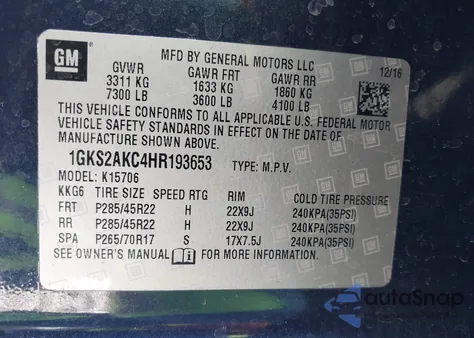 GM
MFD BY GENERAL MOTORS LLC
12/16
GVWR GAWR FRT GAWR RR
3311 KG 1633 KG 1860 KG
7300 LB 3600 LB 4100 LB
THIS VEHICLE CONFORMS TO ALL APPLICABLE U.S. FEDERAL MOTOR
VEHICLE SAFETY STANDARDS IN EFFECT ON THE DATE OF
MANUFACTURE SHOWN ABOVE.
1GKS2AKC4HR193653 TYPE: M.P.V.
MODEL: K15706
KKG6 TIRE SIZE SPEED RTG RIM COLD TIRE PRESSURE
FRT P285/45R22 H 22X9J 240KPA(35PSI)
RR P285/45R22 H 22X9J 240KPA(35PSI)
SPA P265/70R17 S 17X7.5J 240KPA(35PSI)
SEE OWNER'S MANUAL FOR MORE INFORMATION
autoSnap